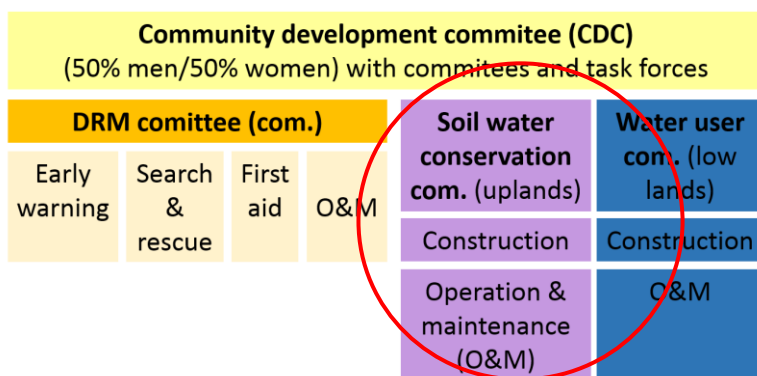 Community development commitee (CDC)
(50% men/50% women) with commitees and task forces
DRM comittee (com.)
Early
warning
Search
&
rescue
First
aid
O&M
Soil water
conservation
com. (uplands)
Construction
Operation &
maintenance
(O&M)
Water user
com. (low
lands)
Construction
O&M